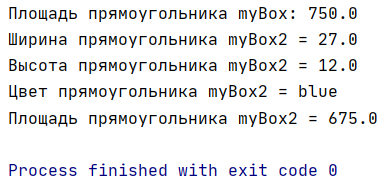 Площадь прямоугольника myBox: 750.0
Ширина прямоугольника myBox2 = 27.0
Высота прямоугольника myBox2 = 12.0
Цвет прямоугольника myBox2 = blue
Площадь прямоугольника myBox2 = 675.0
Process finished with exit code 0